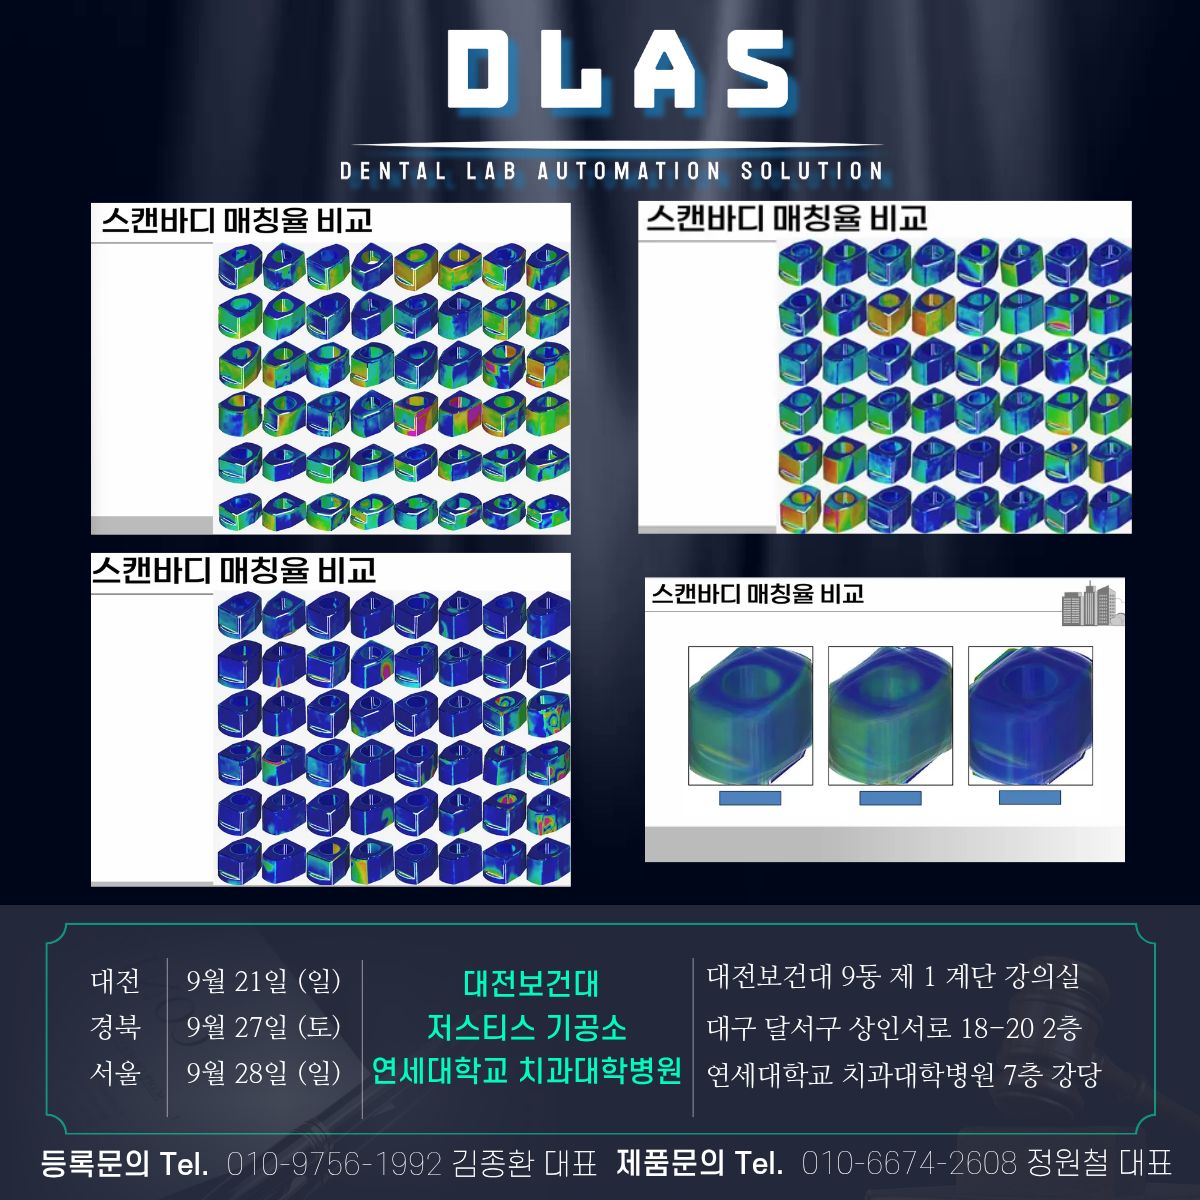 DLAS
DENTAL LAB AUTOMATION SOLUTION
스캔바디 매칭율 비교
스캔바디 매칭율 비교
스캔바디 매칭율 비교
스캔바디 매칭율 비교
대전 9월 21일 (일) 대전보건대 대전보건대 9동 제 1 계단 강의실
경북 9월 27일 (토) 저스티스 기공소 대구 달서구 상인서로 18-20 2층
서울 9월 28일 (일) 연세대학교 치과대학병원 연세대학교 치과대학병원 7층 강당
등록문의 Tel. 010-9756-1992 김종환 대표 제품문의 Tel. 010-6674-2608 정원철 대표